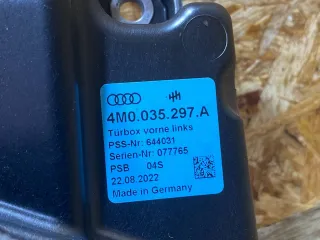 4M0.035.297.A
Türbox vorne links
PSS-Nr: 644031
Serien-Nr: 077765
PSB 04S
22.08.2022
Made in Germany